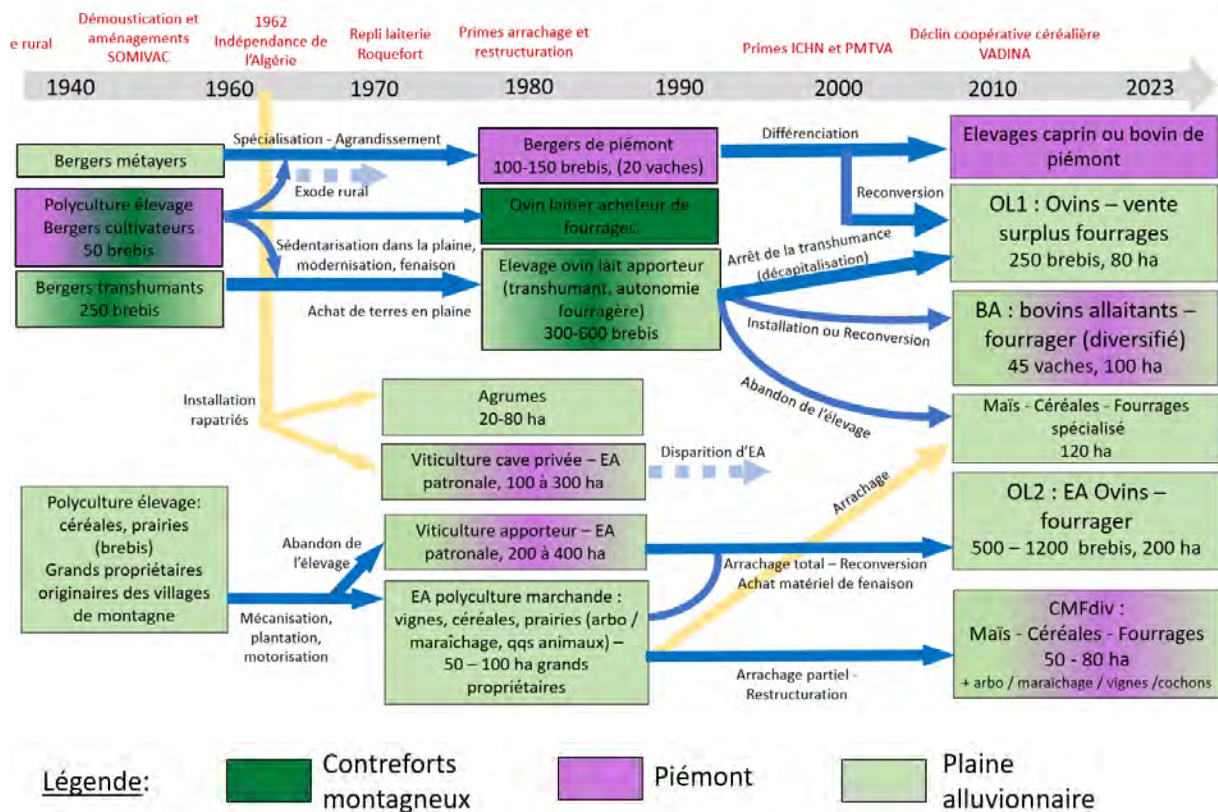 e rural
Démoustication et
aménagements
SOMIVAC
1962
Indépendance de
l'Algérie
Repli laiterie
Roquefort
Primes arrachage et
restructuration
Primes ICHN et PMTVA
Déclin coopérative céréalière
VADINA
1940
1960
1970
1980
1990
2000
2010
2023
Bergers métayers
Polyculture élevage
Bergers cultivateurs
50 brebis
Bergers transhumants
250 brebis
Spécialisation - Agrandissement
Exode rural
Sédentarisation dans la plaine,
modernisation, fenaison
Achat de terres en plaine
Bergers de piémont
100-150 brebis, (20 vaches)
Ovin laitier acheteur de
fourrages
Elevage ovin lait apporteur
(transhumant, autonomie
fourragère)
300-600 brebis
Différenciation
Reconversion
Arrêt de la transhumance
(décapitalisation)
Installation ou Reconversion
Abandon de l'élevage
Elevages caprin ou bovin de
piémont
OL1 : Ovins – vente
surplus fourrages
250 brebis, 80 ha
BA : bovins allaitants –
fourrager (diversifié)
45 vaches, 100 ha
Maïs - Céréales - Fourrages
spécialisé
120 ha
Installation
rapatriés
Agrumes
20-80 ha
Viticulture cave privée – EA
patronale, 100 à 300 ha
Disparition d'EA
Arrachage
Polyculture élevage:
céréales, prairies
(brebis)
Grands propriétaires
originaires des villages
de montagne
Abandon de
l'élevage
Mécanisation,
plantation,
motorisation
Viticulture apporteur – EA
patronale, 200 à 400 ha
EA polyculture marchande :
vignes, céréales, prairies (arbo
/ maraîchage, qqs animaux) –
50 – 100 ha grands
propriétaires
Arrachage total – Reconversion
Achat matériel de fenaison
Arrachage partiel -
Restructuration
OL2 : EA Ovins –
fourrager
500 – 1200 brebis, 200 ha
CMFdiv :
Maïs - Céréales - Fourrages
50 - 80 ha
+ arbo / maraîchage / vignes /cochons
Légende:
Contreforts
montagneux
Piémont
Plaine
alluvionnaire